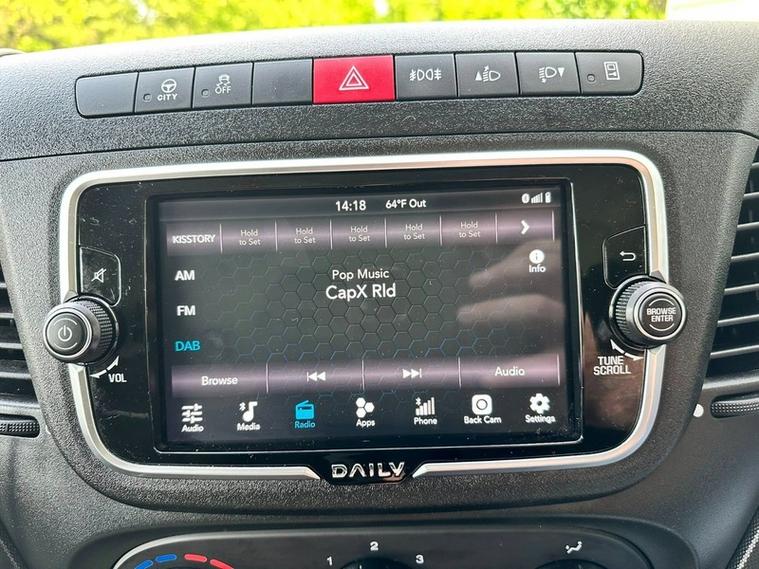 CITY
OFF
14:18 64°F Out
KISSTORY Hold to Set Hold to Set Hold to Set Hold to Set Hold to Set
AM
FM
DAB
Pop Music
CapX Rld
Info
Browse
Audio
Audio
Media
Radio
Apps
Phone
Back Cam
Settings
VOL
BROWSE
ENTER
TUNE
SCROLL
DAILY
1 2 3